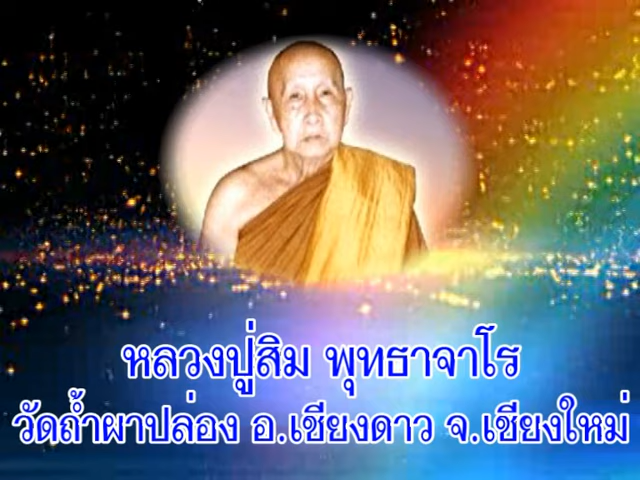 หลวงปู่สิม พุทธาจาโร
วัดถ้ำผาปล่อง อ.เชียงดาว จ.เชียงใหม่